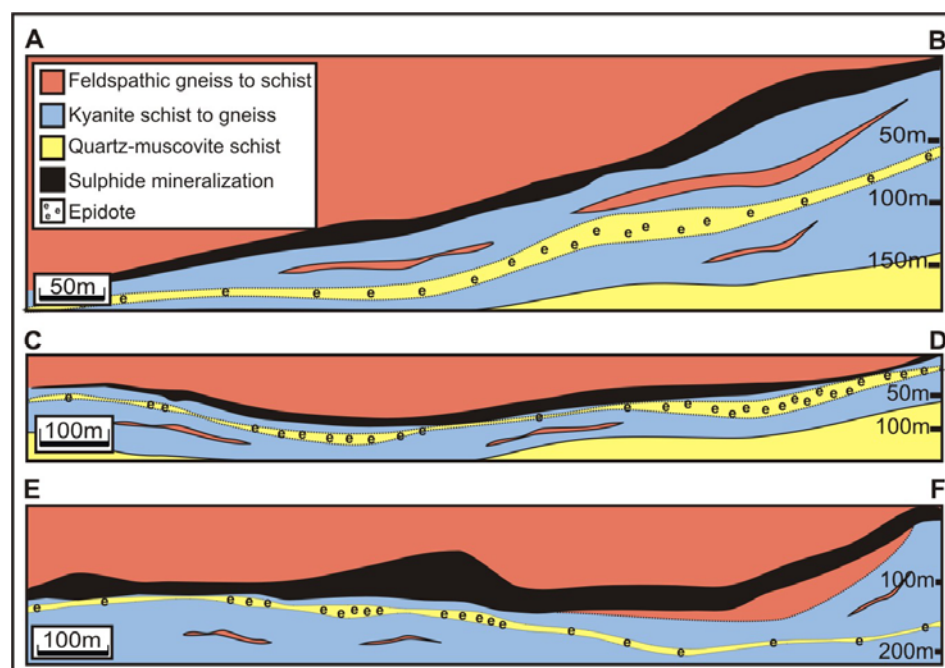 A B
Feldspathic gneiss to schist
Kyanite schist to gneiss
Quartz-muscovite schist
Sulphide mineralization
e e e Epidote
50m
100m
150m
50m
e e e e e e e e e e e e e e e e e e
C D
50m
100m
100m
e e e e e e e e e e e e e e e e e e e e e e e e e e
E F
100m
200m
100m
e e e e e e e e e e e e e e e e e e e e e